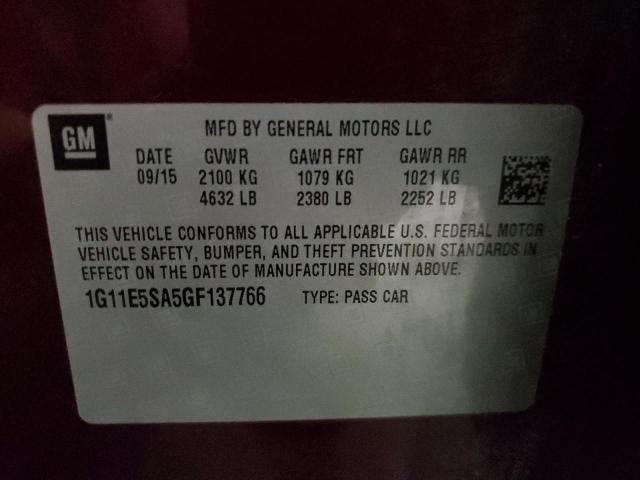 GM
MFD BY GENERAL MOTORS LLC
DATE GVWR GAWR FRT GAWR RR
09/15 2100 KG 1079 KG 1021 KG
4632 LB 2380 LB 2252 LB
THIS VEHICLE CONFORMS TO ALL APPLICABLE U.S. FEDERAL MOTOR
VEHICLE SAFETY, BUMPER, AND THEFT PREVENTION STANDARDS IN
EFFECT ON THE DATE OF MANUFACTURE SHOWN ABOVE.
1G11E5SA5GF137766 TYPE: PASS CAR